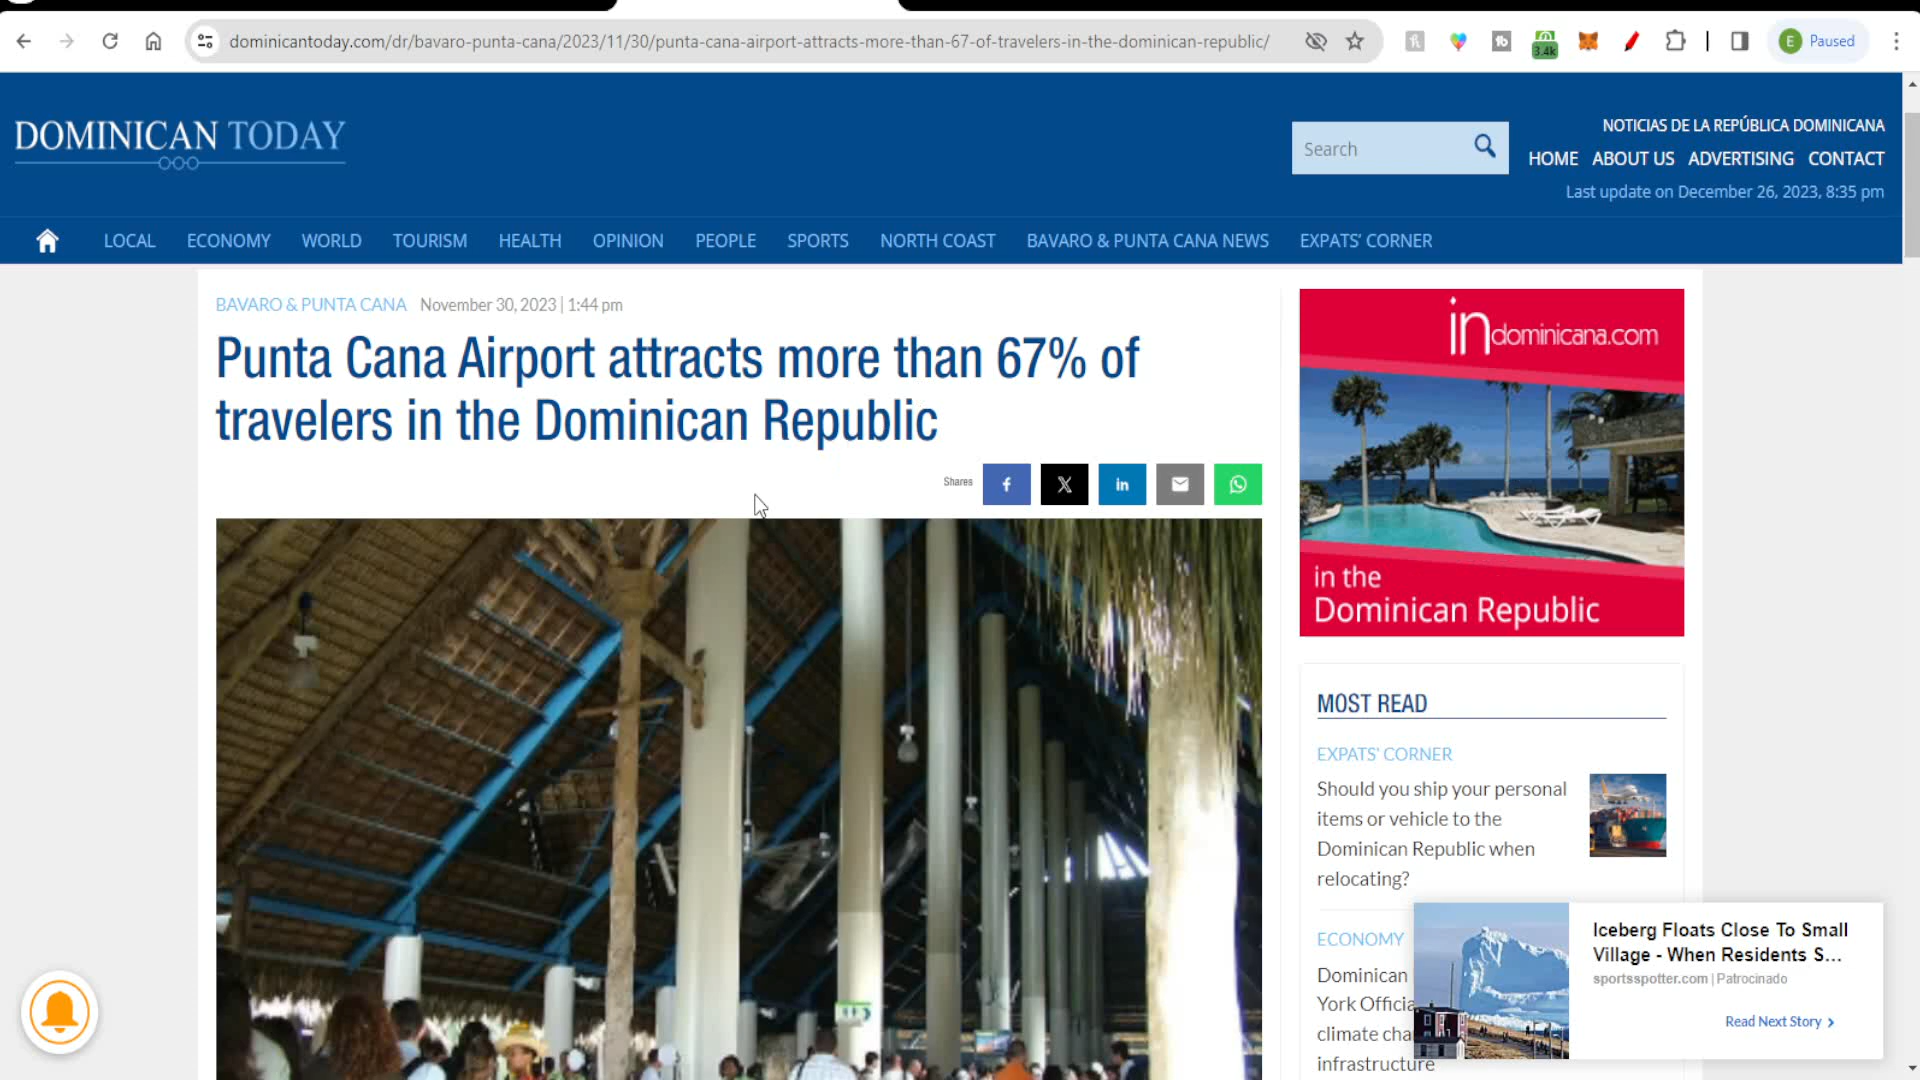 dominicantoday.com/dr/bavaro-punta-cana/2023/11/30/punta-cana-airport-attracts-more-than-67-of-travelers-in-the-dominican-republic/
3.4k
E Paused
DOMINICAN TODAY
Search
NOTICIAS DE LA REPÚBLICA DOMINICANA
HOME ABOUT US ADVERTISING CONTACT
Last update on December 26, 2023, 8:35 pm
LOCAL ECONOMY WORLD TOURISM HEALTH OPINION PEOPLE SPORTS NORTH COAST BAVARO & PUNTA CANA NEWS EXPATS' CORNER
BAVARO & PUNTA CANA November 30, 2023 | 1:44 pm
Punta Cana Airport attracts more than 67% of
travelers in the Dominican Republic
Shares
indominicana.com
in the
Dominican Republic
MOST READ
EXPATS' CORNER
Should you ship your personal
items or vehicle to the
Dominican Republic when
relocating?
ECONOMY
Dominican
York Officia
climate cha
infrastructure
Iceberg Floats Close To Small
Village - When Residents S...
sportsspotter.com | Patrocinado
Read Next Story